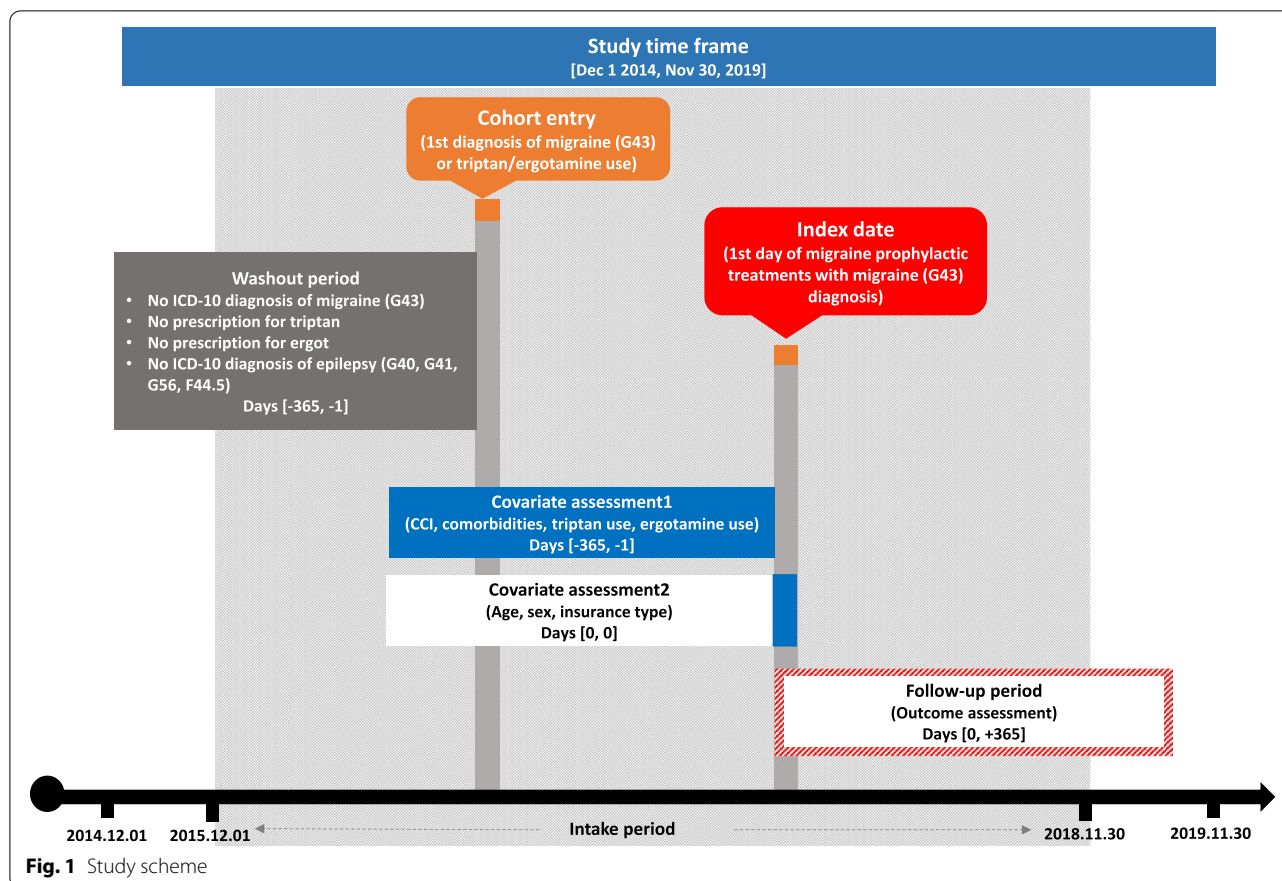 Study time frame
[Dec 1 2014, Nov 30, 2019]
Cohort entry
(1st diagnosis of migraine (G43)
or triptan/ergotamine use)
Index date
(1st day of migraine prophylactic
treatments with migraine (G43)
diagnosis)
Washout period
• No ICD-10 diagnosis of migraine (G43)
• No prescription for triptan
• No prescription for ergot
• No ICD-10 diagnosis of epilepsy (G40, G41,
G56, F44.5)
Days [-365, -1]
Covariate assessment1
(CCI, comorbidities, triptan use, ergotamine use)
Days [-365, -1]
Covariate assessment2
(Age, sex, insurance type)
Days [0, 0]
Follow-up period
(Outcome assessment)
Days [0, +365]
2014.12.01
2015.12.01
Intake period
2018.11.30
2019.11.30
Fig. 1 Study scheme